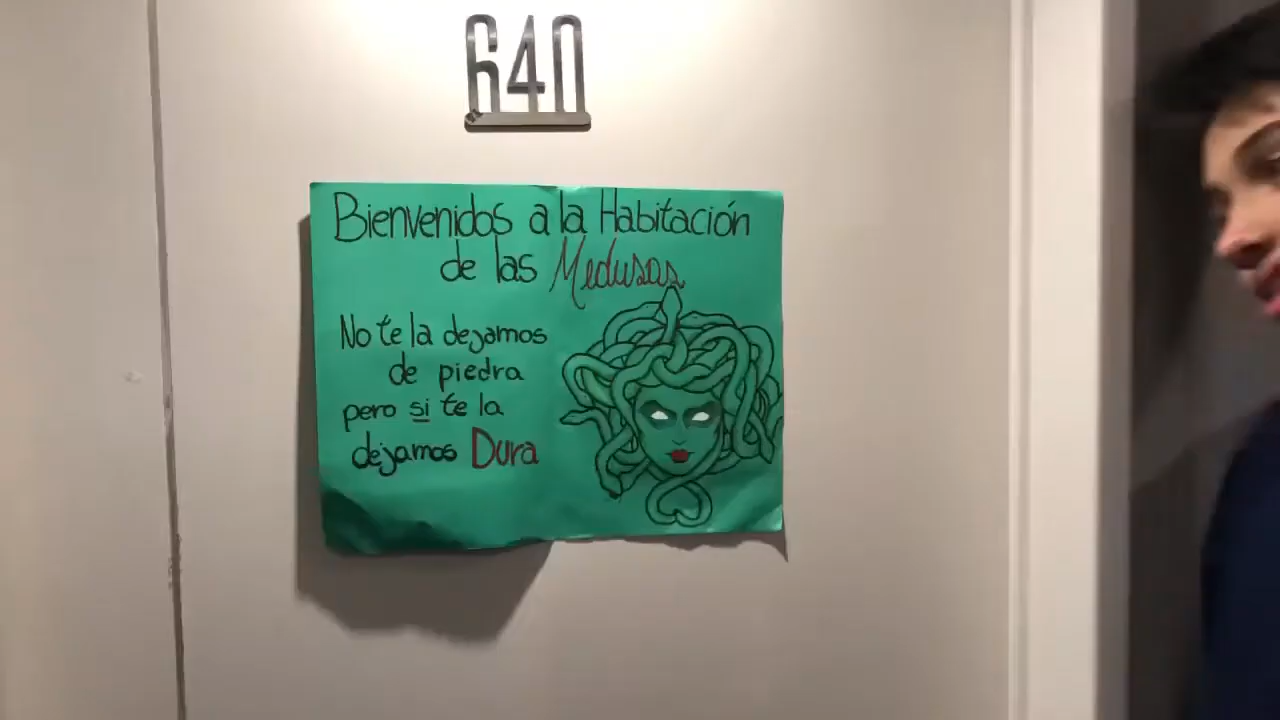 640
Bienvenidos a la Habitación
de las Medusas
No te la dejamos
de piedra
pero si te la
dejamos Dura